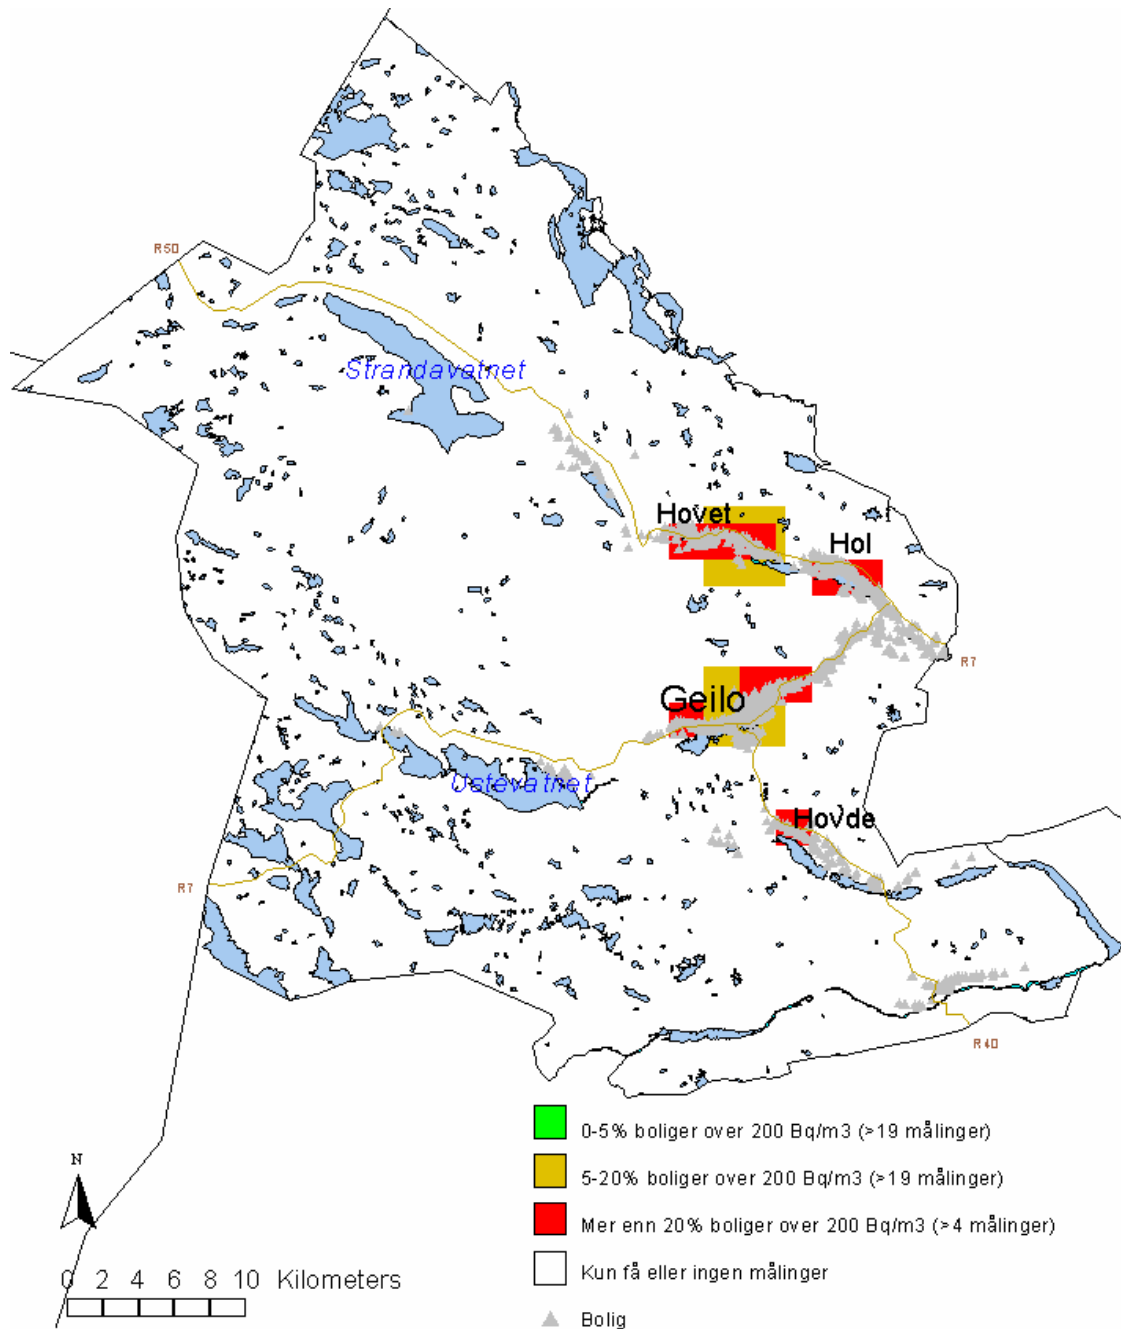 R50
Strandavatnet
Hovet
Hol
R7
Geilo
Ustevatnet
Hovde
R7
R40
0-5% boliger over 200 Bq/m3 (>19 målinger)
5-20% boliger over 200 Bq/m3 (>19 målinger)
Mer enn 20% boliger over 200 Bq/m3 (>4 målinger)
Kun få eller ingen målinger
Bolig
N
0 2 4 6 8 10 Kilometers